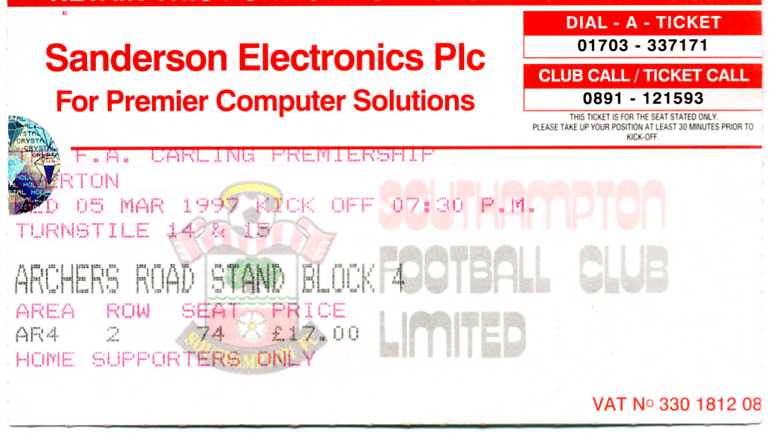 Sanderson Electronics Plc
For Premier Computer Solutions
DIAL - A - TICKET
01703 - 337171
CLUB CALL / TICKET CALL
0891 - 121593
THIS TICKET IS FOR THE SEAT STATED ONLY.
PLEASE TAKE UP YOUR POSITION AT LEAST 30 MINUTES PRIOR TO
KICK-OFF.
F.A. CARLING PREMIERSHIP
VERTON
ED 05 MAR 1997 KICK OFF 07:30 P.M.
TURNSTILE 14 & 15
ARCHERS ROAD STAND BLOCK 4
AREA ROW SEAT PRICE
AR4 2 74 £17.00
HOME SUPPORTERS ONLY
SOUTHAMPTON
FOOTBALL CLUB
LIMITED
VAT No 330 1812 08